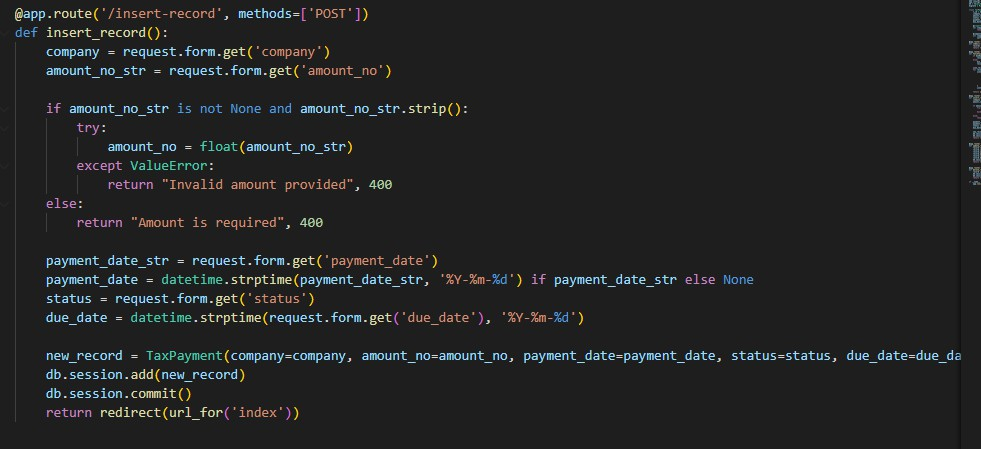 @app.route('/insert-record', methods=['POST'])
def insert_record():
    company = request.form.get('company')
    amount_no_str = request.form.get('amount_no')

    if amount_no_str is not None and amount_no_str.strip():
        try:
            amount_no = float(amount_no_str)
        except ValueError:
            return "Invalid amount provided", 400
    else:
        return "Amount is required", 400

    payment_date_str = request.form.get('payment_date')
    payment_date = datetime.strptime(payment_date_str, '%Y-%m-%d') if payment_date_str else None
    status = request.form.get('status')
    due_date = datetime.strptime(request.form.get('due_date'), '%Y-%m-%d')

    new_record = TaxPayment(company=company, amount_no=amount_no, payment_date=payment_date, status=status, due_date=due_da
    db.session.add(new_record)
    db.session.commit()
    return redirect(url_for('index'))